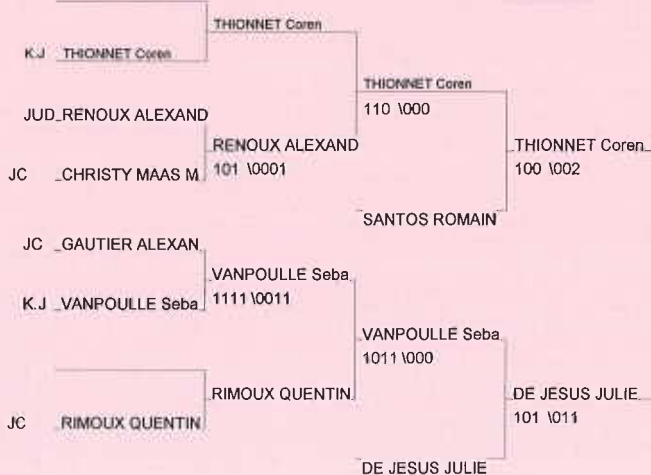 THIONNET Coren
K.J THIONNET Coren
THIONNET Coren
110 \000
JUD_RENOUX ALEXAND
RENOUX ALEXAND
101 \0001
THIONNET Coren
100 \002
JC _CHRISTY MAAS M
SANTOS ROMAIN
JC _GAUTIER ALEXAN
VANPOULLE Seba
1111 \0011
K.J _VANPOULLE Seba
VANPOULLE Seba
1011 \000
RIMOUX QUENTIN
DE JESUS JULIE
101 \011
JC RIMOUX QUENTIN
DE JESUS JULIE